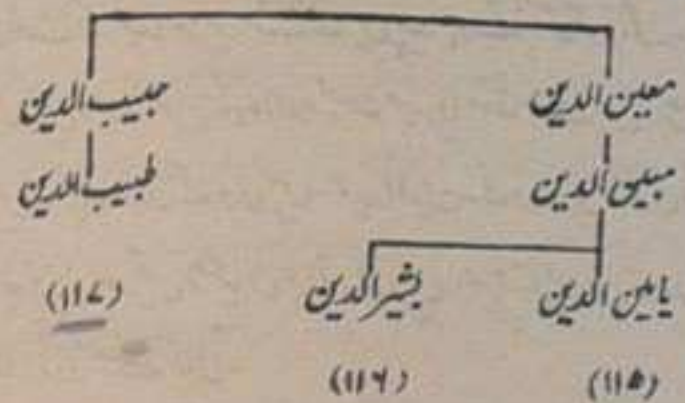 معین الدین حبیب الدین
مبین الدین طبیب الدین
یامین الدین بشیر الدین (۱۱۷)
(۱۱۵) (۱۱۶)